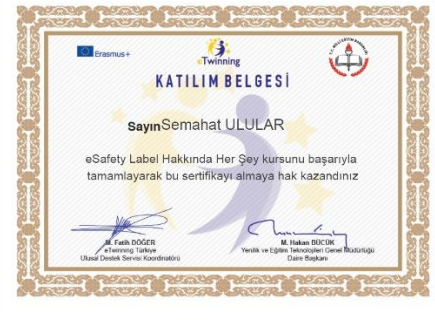 Erasmus+
eTwinning
KATILIM BELGESİ
Sayın Semahat ULULAR
eSafety Label Hakkında Her Şey kursunu başarıyla
tamamlayarak bu sertifikayı almaya hak kazandınız
M. Fatih DÖĞER
eTwinning Türkiye
Ulusal Destek Servisi Koordinatörü
M. Hakan BÜCÜK
Yenilik ve Eğitim Teknolojileri Genel Müdürlüğü
Daire Başkanı